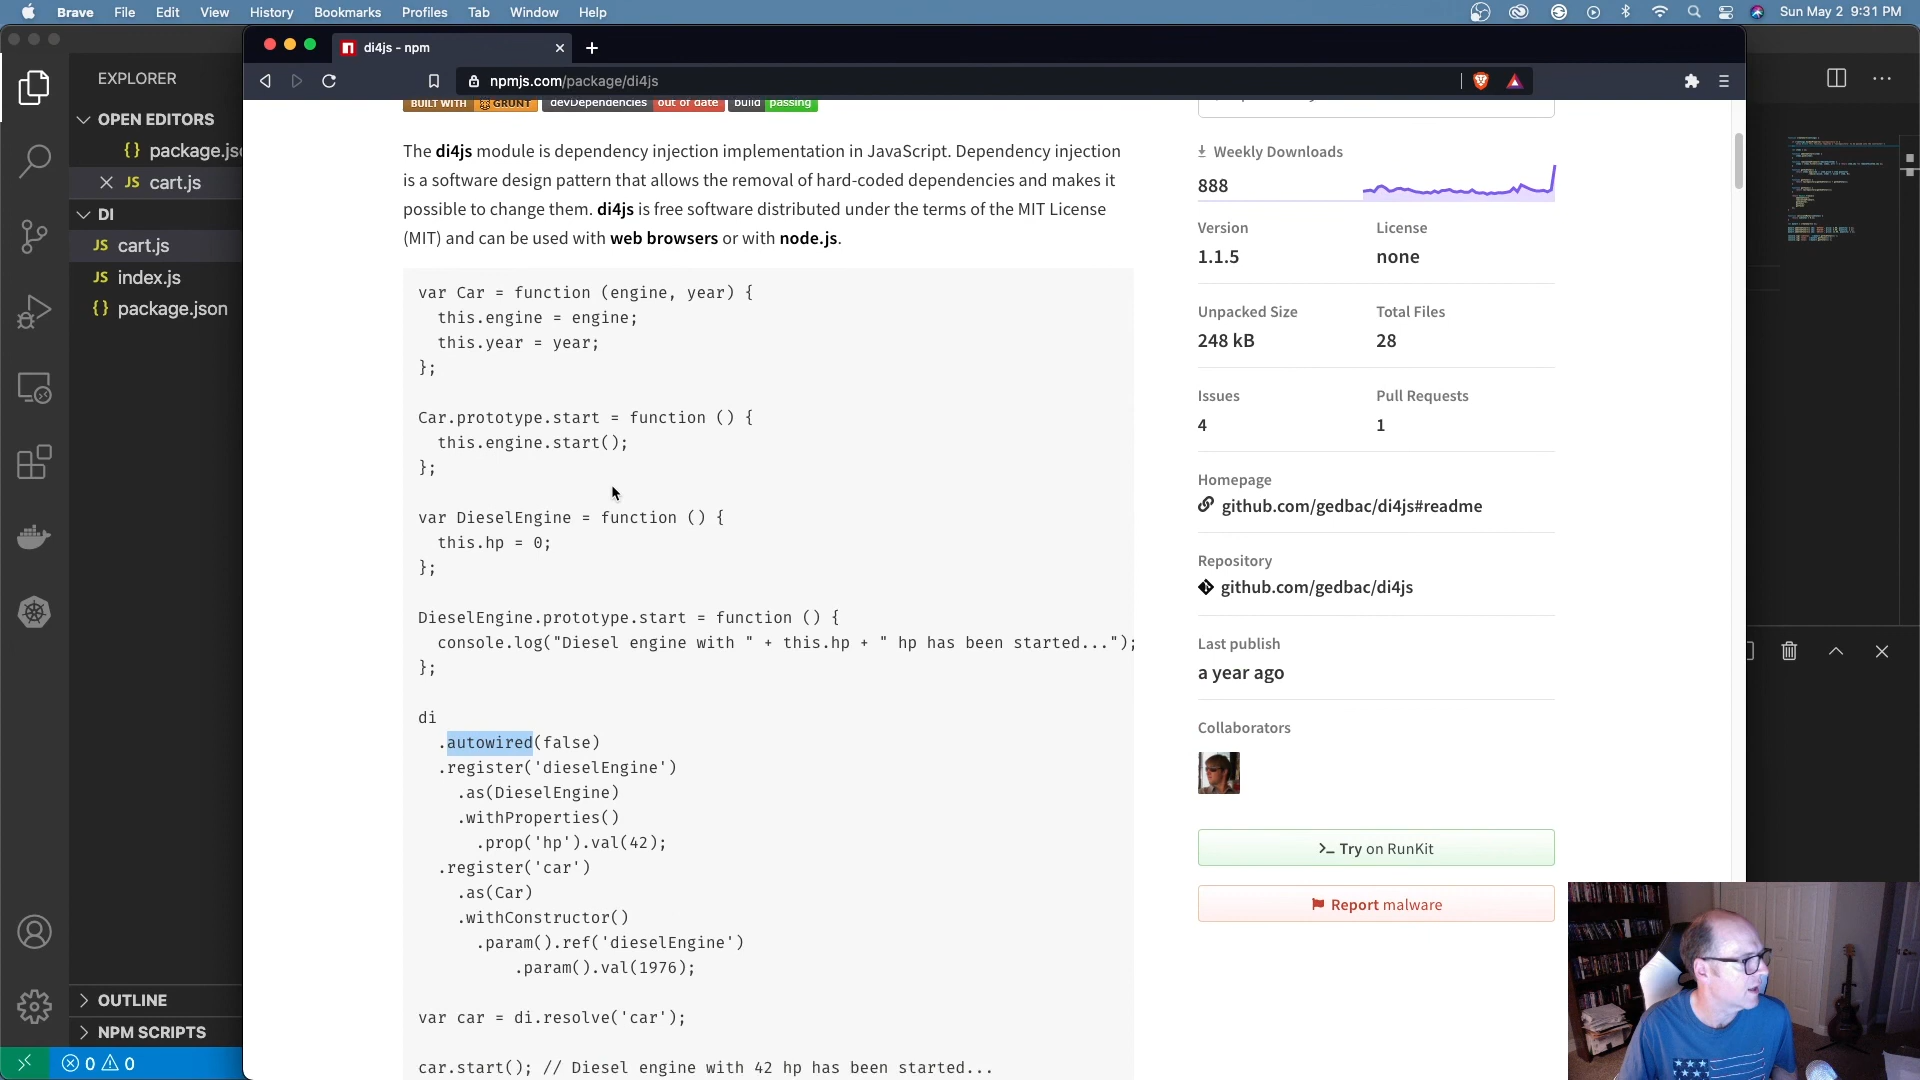 Brave File Edit View History Bookmarks Profiles Tab Window Help
Sun May 2 9:31 PM
EXPLORER
OPEN EDITORS
{} package.js
JS cart.js
DI
JS cart.js
JS index.js
{} package.json
OUTLINE
NPM SCRIPTS
0 0
di4js - npm
npmjs.com/package/di4js
BUILT WITH GRUNT devDependencies out of date build passing
The di4js module is dependency injection implementation in JavaScript. Dependency injection
is a software design pattern that allows the removal of hard-coded dependencies and makes it
possible to change them. di4js is free software distributed under the terms of the MIT License
(MIT) and can be used with web browsers or with node.js.
var Car = function (engine, year) {
this.engine = engine;
this.year = year;
};
Car.prototype.start = function () {
this.engine.start();
};
var DieselEngine = function () {
this.hp = 0;
};
DieselEngine.prototype.start = function () {
console.log("Diesel engine with " + this.hp + " hp has been started...");
};
di
.autowired(false)
.register('dieselEngine')
.as(DieselEngine)
.withProperties()
.prop('hp').val(42);
.register('car')
.as(Car)
.withConstructor()
.param().ref('dieselEngine')
.param().val(1976);
var car = di.resolve('car');
car.start(); // Diesel engine with 42 hp has been started...
Weekly Downloads
888
Version License
1.1.5 none
Unpacked Size Total Files
248 kB 28
Issues Pull Requests
4 1
Homepage
github.com/gedbac/di4js#readme
Repository
github.com/gedbac/di4js
Last publish
a year ago
Collaborators
>_ Try on RunKit
Report malware